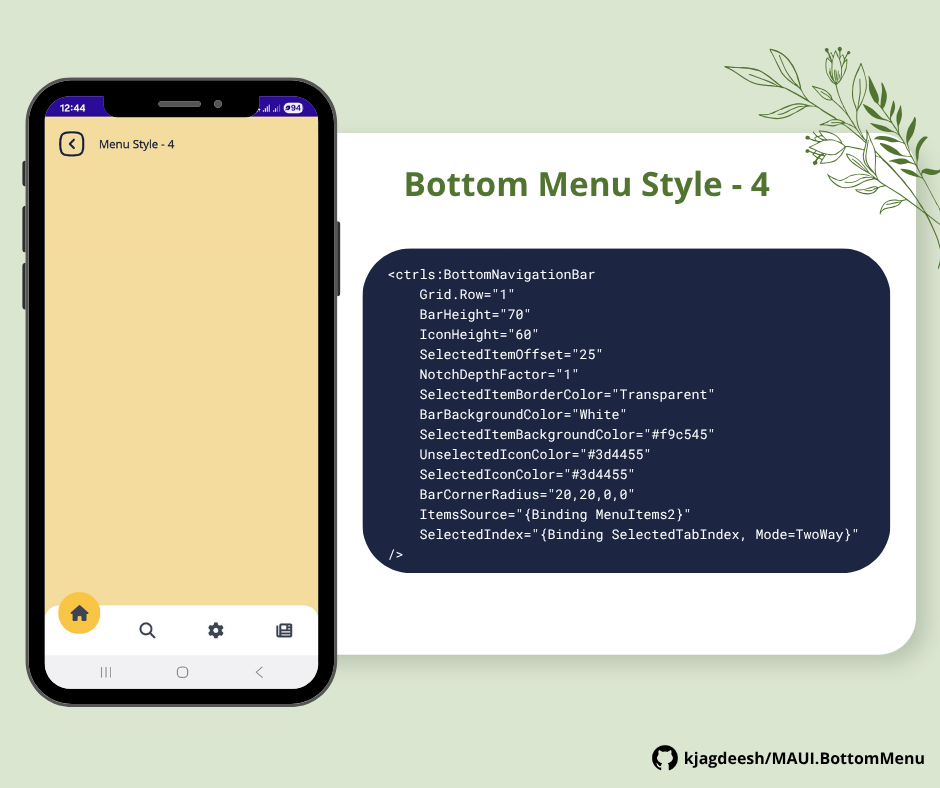 12:44
94
Menu Style - 4
Bottom Menu Style - 4
<ctrls:BottomNavigationBar
    Grid.Row="1"
    BarHeight="70"
    IconHeight="60"
    SelectedItemOffset="25"
    NotchDepthFactor="1"
    SelectedItemBorderColor="Transparent"
    BarBackgroundColor="White"
    SelectedItemBackgroundColor="#f9c545"
    UnselectedIconColor="#3d4455"
    SelectedIconColor="#3d4455"
    BarCornerRadius="20,20,0,0"
    ItemsSource="{Binding MenuItems2}"
    SelectedIndex="{Binding SelectedTabIndex, Mode=TwoWay}"
/>
kjagdeesh/MAUI.BottomMenu